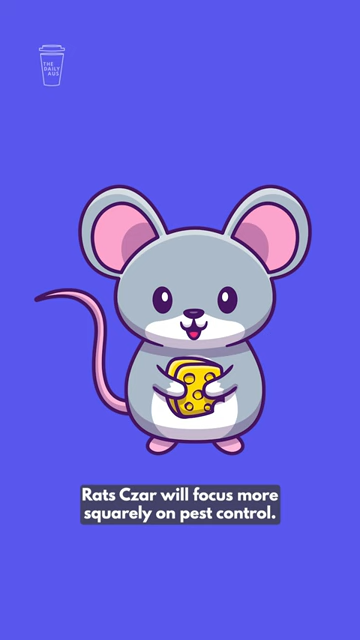 THE
DAILY
AUS
Rats Czar will focus more
squarely on pest control.